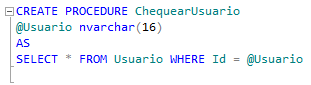 CREATE PROCEDURE ChequearUsuario
@Usuario nvarchar(16)
AS
SELECT * FROM Usuario WHERE Id = @Usuario